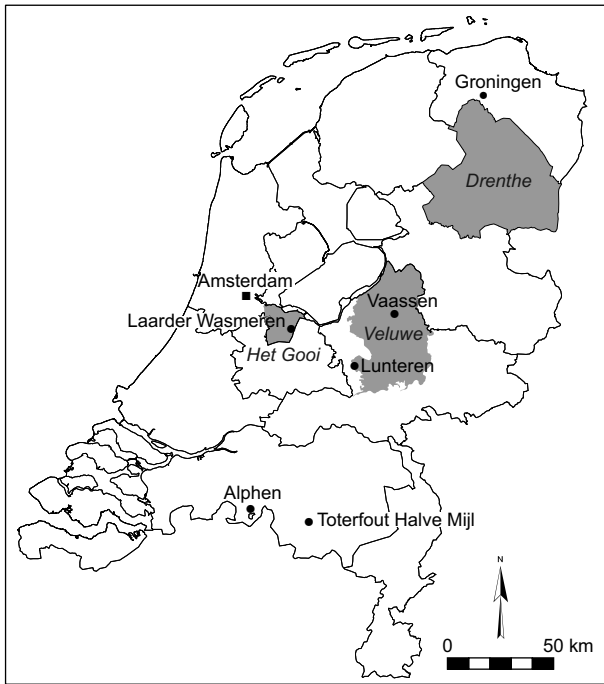 Groningen
Drenthe
Amsterdam
Vaassen
Laarder Wasmeren
Veluwe
Het Gooi
Lunteren
Alphen
Toterfout Halve Mijl
N
0 50 km